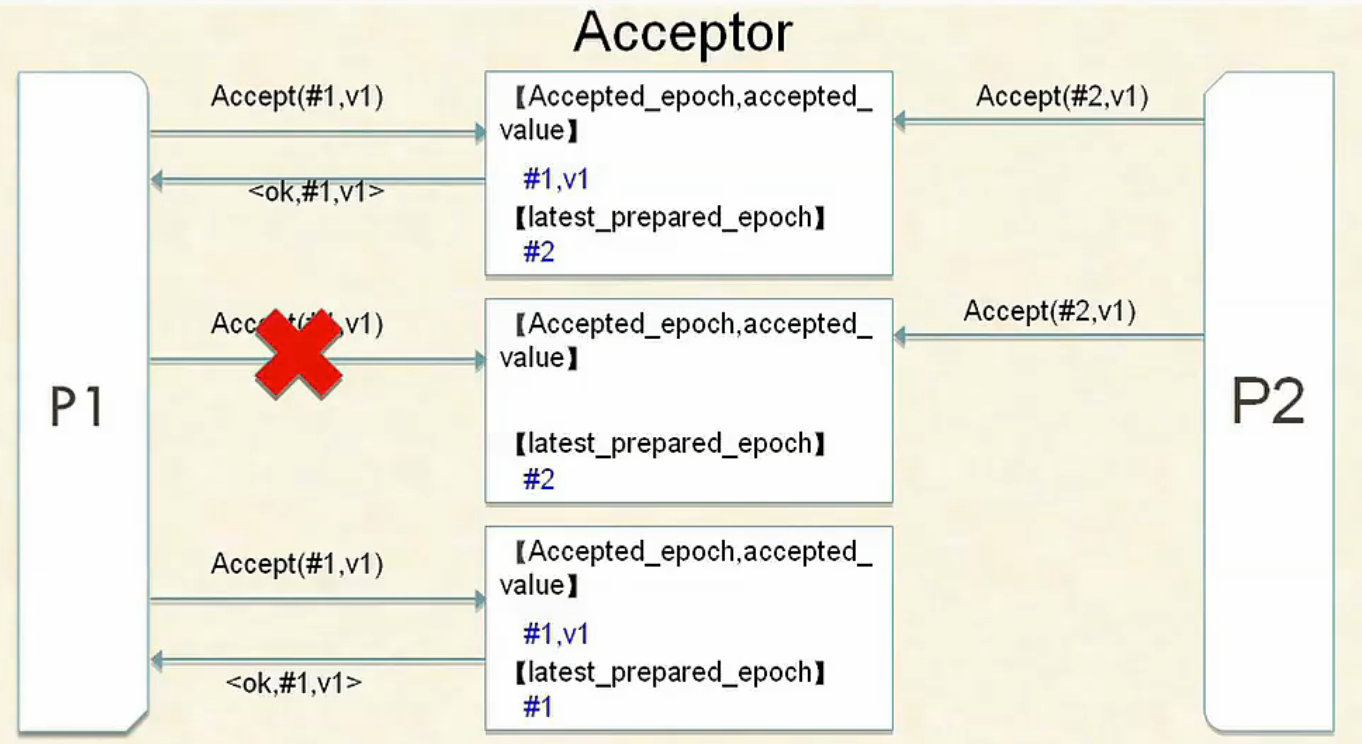 Acceptor
Accept(#1,v1)
<ok,#1,v1>
【Accepted_epoch,accepted_
value】
#1,v1
【latest_prepared_epoch】
#2
Accept(#2,v1)
P1
v1)
【Accepted_epoch,accepted_
value】
【latest_prepared_epoch】
#2
Accept(#2,v1)
P2
Accept(#1,v1)
<ok,#1,v1>
【Accepted_epoch,accepted_
value】
#1,v1
【latest_prepared_epoch】
#1